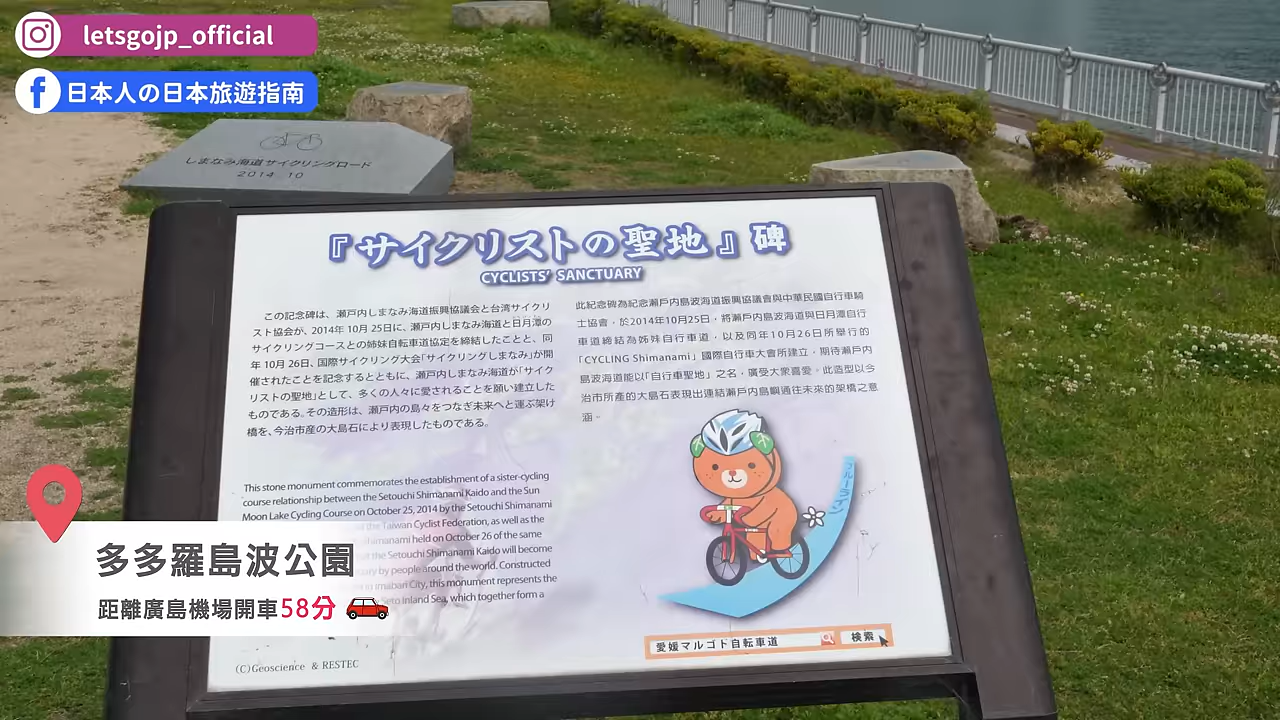 letsgojp_official
日本人の日本旅遊指南
しまなみ海道サイクリングロード
2014 . 10
『サイクリストの聖地』碑
CYCLISTS' SANCTUARY
この記念碑は、瀬戸内しまなみ海道振興協議会と台湾サイクリ
スト協会が、2014年 10月 25日に、瀬戸内しまなみ海道と日月潭の
サイクリングコースとの姉妹自転車道協定を締結したことと、同
年 10月 26日、国際サイクリング大会「サイクリングしまなみ」が開
催されたことを記念するとともに、瀬戸内しまなみ海道が「サイク
リストの聖地」として、多くの人々に愛されることを願い建立した
ものである。その造形は、瀬戸内の島々をつなぎ未来へと運ぶ架け
橋を、今治市産の大島石により表現したものである。
此紀念碑為紀念瀨戶內島波海道振興協議會與中華民國自行車騎
士協會，於2014年10月25日，將瀨戶內島波海道與日月潭自行
車道締結為姊妹自行車道，以及同年10月26日所舉行的
「CYCLING Shimanami」國際自行車大會所建立，期待瀨戶內
島波海道能以「自行車聖地」之名，廣受大衆喜愛。此造型以今
治市所產的大島石表現出連結瀨戶內島嶼通往未來的架橋之意
涵。
This stone monument commemorates the establishment of a sister-cycling
course relationship between the Setouchi Shimanami Kaido and the Sun
Moon Lake Cycling Course on October 25, 2014 by the Setouchi Shimanami
the Taiwan Cyclist Federation, as well as the
Shimanami held on October 26 of the same
the Setouchi Shimanami Kaido will become
by people around the world. Constructed
in Imabari City, this monument represents the
Seto Inland Sea, which together form a
(C)Geoscience & RESTEC
ブルーライン
愛媛マルゴト自転車道
検索
多多羅島波公園
距離廣島機場開車58分